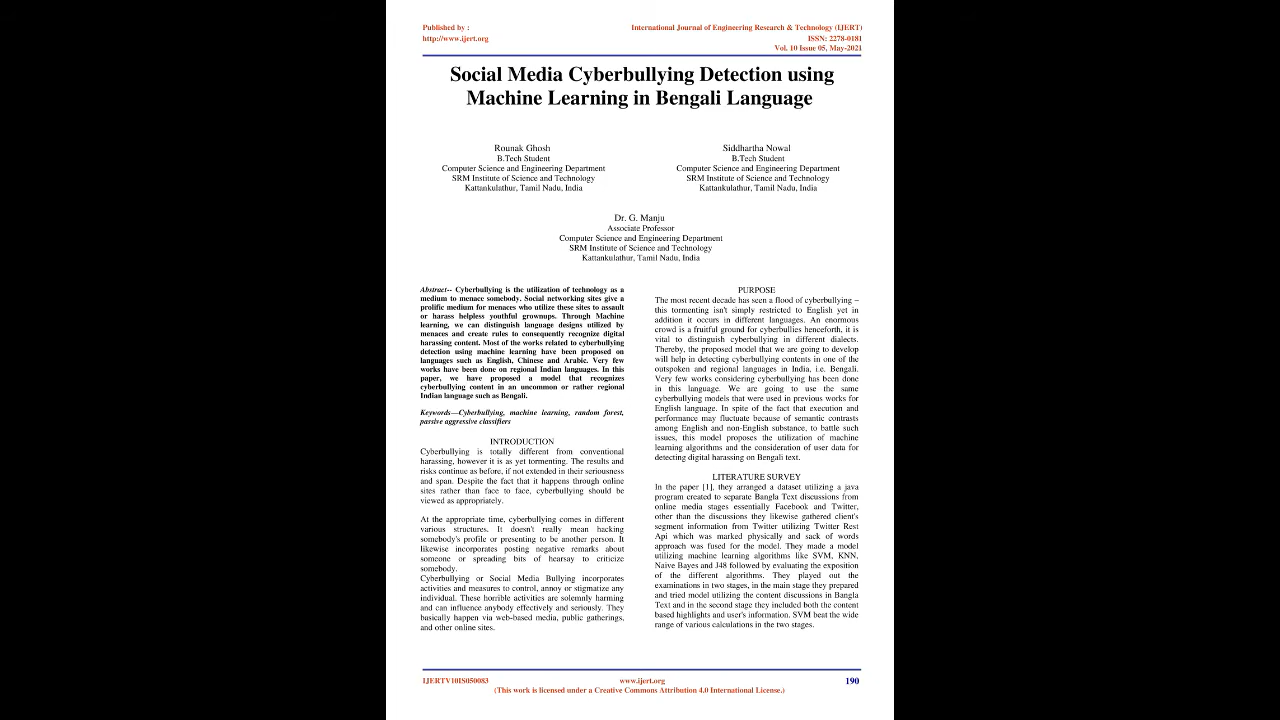 Published by :
http://www.ijert.org
International Journal of Engineering Research & Technology (IJERT)
ISSN: 2278-0181
Vol. 10 Issue 05, May-2021
Social Media Cyberbullying Detection using
Machine Learning in Bengali Language
Rounak Ghosh
B.Tech Student
Computer Science and Engineering Department
SRM Institute of Science and Technology
Kattankulathur, Tamil Nadu, India
Siddhartha Nowal
B.Tech Student
Computer Science and Engineering Department
SRM Institute of Science and Technology
Kattankulathur, Tamil Nadu, India
Dr. G. Manju
Associate Professor
Computer Science and Engineering Department
SRM Institute of Science and Technology
Kattankulathur, Tamil Nadu, India
Abstract-- Cyberbullying is the utilization of technology as a
medium to menace somebody. Social networking sites give a
prolific medium for menaces who utilize these sites to assault
or harass helpless youthful grownups. Through Machine
learning, we can distinguish language designs utilized by
menaces and create rules to consequently recognize digital
harassing content. Most of the works related to cyberbullying
detection using machine learning have been proposed on
languages such as English, Chinese and Arabic. Very few
works have been done on regional Indian languages. In this
paper, we have proposed a model that recognizes
cyberbullying content in an uncommon or rather regional
Indian language such as Bengali.
Keywords—Cyberbullying, machine learning, random forest,
passive aggressive classifiers
INTRODUCTION
Cyberbullying is totally different from conventional
harassing, however it is as yet tormenting. The results and
risks continue as before, if not extended in their seriousness
and span. Despite the fact that it happens through online
sites rather than face to face, cyberbullying should be
viewed as appropriately.
At the appropriate time, cyberbullying comes in different
various structures. It doesn't really mean hacking
somebody's profile or presenting to be another person. It
likewise incorporates posting negative remarks about
someone or spreading bits of hearsay to criticize
somebody.
Cyberbullying or Social Media Bullying incorporates
activities and measures to control, annoy or stigmatize any
individual. These horrible activities are solemnly harming
and can influence anybody effectively and seriously. They
basically happen via web-based media, public gatherings,
and other online sites.
PURPOSE
The most recent decade has seen a flood of cyberbullying –
this tormenting isn't simply restricted to English yet in
addition it occurs in different languages. An enormous
crowd is a fruitful ground for cyberbullies henceforth, it is
vital to distinguish cyberbullying in different dialects.
Thereby, the proposed model that we are going to develop
will help in detecting cyberbullying contents in one of the
outspoken and regional languages in India, i.e. Bengali.
Very few works considering cyberbullying has been done
in this language. We are going to use the same
cyberbullying models that were used in previous works for
English language. In spite of the fact that execution and
performance may fluctuate because of semantic contrasts
among English and non-English substance, to battle such
issues, this model proposes the utilization of machine
learning algorithms and the consideration of user data for
detecting digital harassing on Bengali text.
LITERATURE SURVEY
In the paper [1], they arranged a dataset utilizing a java
program created to separate Bangla Text discussions from
online media stages essentially Facebook and Twitter,
other than the discussions they likewise gathered client's
segment information from Twitter utilizing Twitter Rest
Api which was marked physically and sack of words
approach was fused for the model. They made a model
utilizing machine learning algorithms like SVM, KNN,
Naive Bayes and J48 followed by evaluating the exposition
of the different algorithms. They played out the
examinations in two stages, in the main stage they prepared
and tried model utilizing the content discussions in Bangla
Text and in the second stage they included both the content
based highlights and user's information. SVM beat the wide
range of various calculations in the two stages.
IJERTV10IS050083
www.ijert.org
190
(This work is licensed under a Creative Commons Attribution 4.0 International License.)